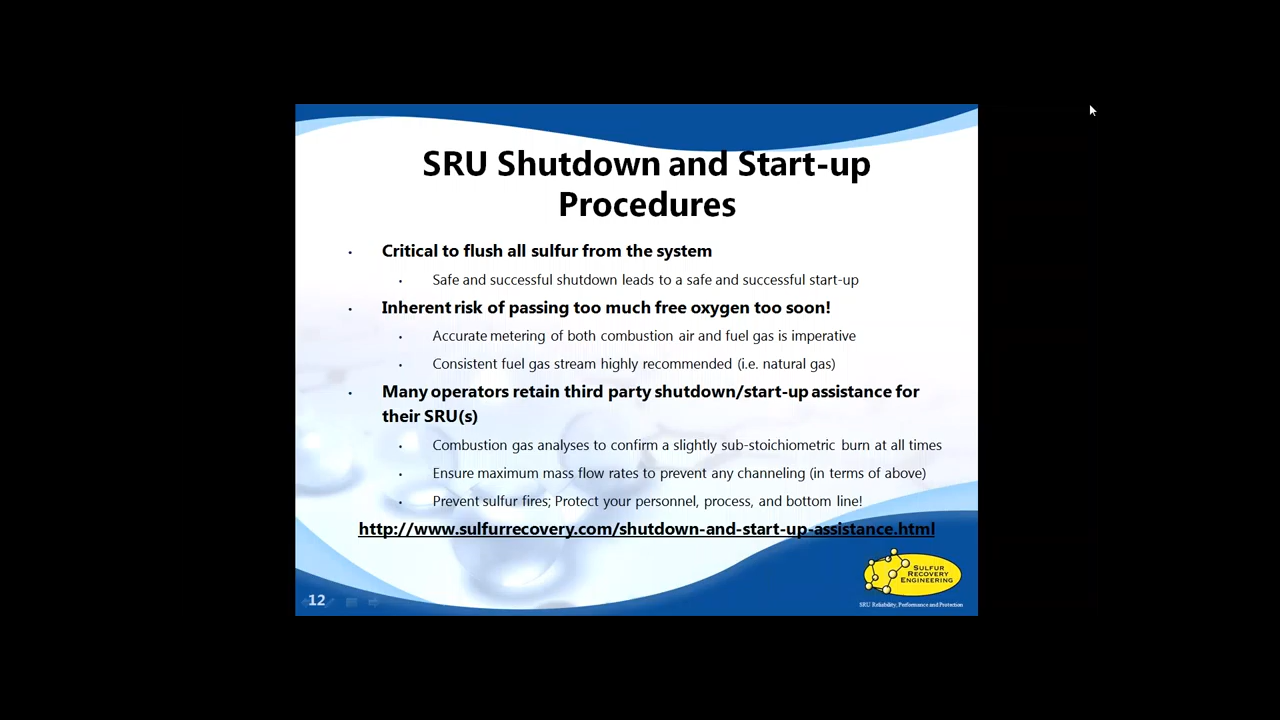 SRU Shutdown and Start-up
Procedures
• Critical to flush all sulfur from the system
• Safe and successful shutdown leads to a safe and successful start-up
• Inherent risk of passing too much free oxygen too soon!
• Accurate metering of both combustion air and fuel gas is imperative
• Consistent fuel gas stream highly recommended (i.e. natural gas)
• Many operators retain third party shutdown/start-up assistance for
their SRU(s)
• Combustion gas analyses to confirm a slightly sub-stoichiometric burn at all times
• Ensure maximum mass flow rates to prevent any channeling (in terms of above)
• Prevent sulfur fires; Protect your personnel, process, and bottom line!
http://www.sulfurrecovery.com/shutdown-and-start-up-assistance.html
SULFUR
RECOVERY
ENGINEERING
SRU Reliability, Performance and Protection
12